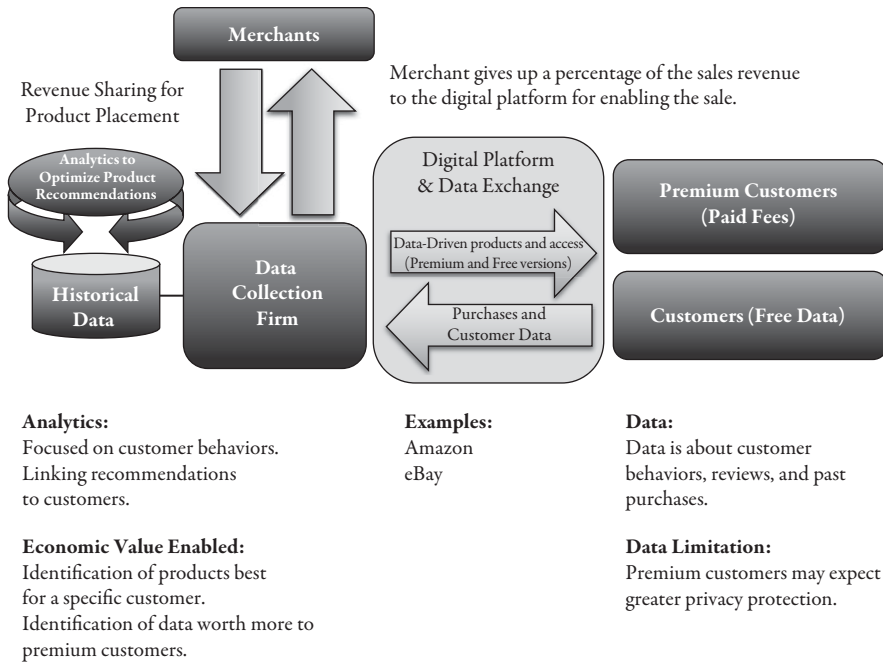 Merchants
Revenue Sharing for
Product Placement
Merchant gives up a percentage of the sales revenue
to the digital platform for enabling the sale.
Analytics to
Optimize Product
Recommendations
Historical
Data
Data
Collection
Firm
Digital Platform
& Data Exchange
Data-Driven products and access
(Premium and Free versions)
Purchases and
Customer Data
Premium Customers
(Paid Fees)
Customers (Free Data)
Analytics:
Focused on customer behaviors.
Linking recommendations
to customers.
Economic Value Enabled:
Identification of products best
for a specific customer.
Identification of data worth more to
premium customers.
Examples:
Amazon
eBay
Data:
Data is about customer
behaviors, reviews, and past
purchases.
Data Limitation:
Premium customers may expect
greater privacy protection.